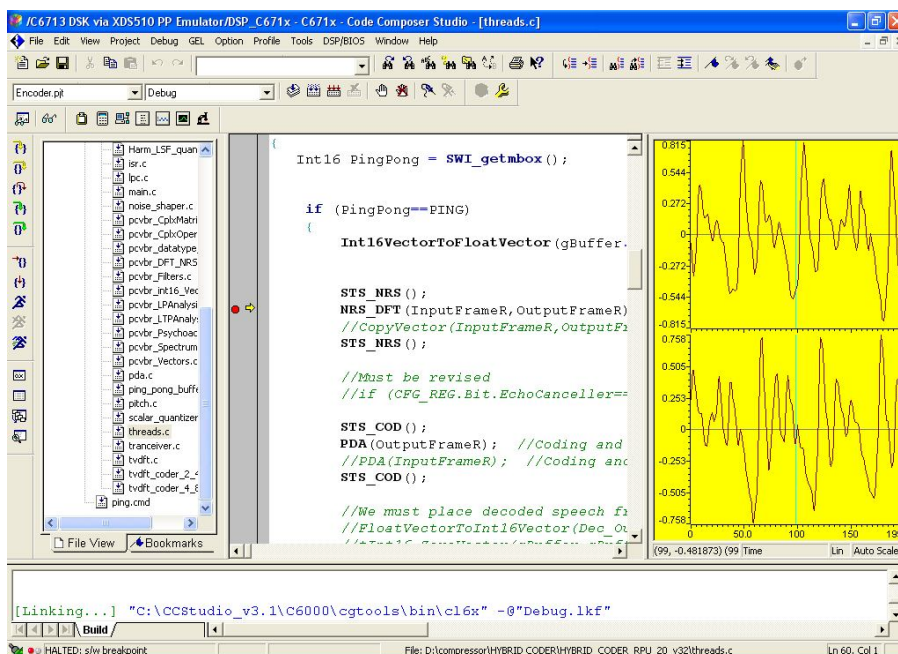 /C6713 DSK via XDS510 PP Emulator/DSP_C671x - C671x - Code Composer Studio - [threads.c]
File Edit View Project Debug GEL Option Profile Tools DSP/BIOS Window Help
Encoder.pjt Debug
Harm_LSF_quan
isr.c
lpc.c
main.c
noise_shaper.c
pcvbr_CplxMatri
pcvbr_CplxOper
pcvbr_datatype_
pcvbr_DFT_NRS
pcvbr_Filters.c
pcvbr_int16_Vec
pcvbr_LPAnalysi
pcvbr_LTPAnaly
pcvbr_Psychoac
pcvbr_Spectrum
pcvbr_Vectors.c
pda.c
ping_pong_buffe
pitch.c
scalar_quantizer
threads.c
tranceiver.c
tvdft.c
tvdft_coder_2_4
tvdft_coder_4_8
ping.cmd
File View Bookmarks
{
Int16 PingPong = SWI_getmbox();
if (PingPong==PING)
{
Int16VectorToFloatVector(gBuffer.
STS_NRS();
NRS_DFT(InputFrameR,OutputFrameR)
//CopyVector(InputFrameR,OutputFr
STS_NRS();
//Must be revised
//if (CFG_REG.Bit.EchoCanceller==
STS_COD();
PDA(OutputFrameR); //Coding and
//PDA(InputFrameR); //Coding and
STS_COD();
//We must place decoded speech fr
//FloatVectorToInt16Vector(Dec_Ou
0.815
0.544
0.272
0
-0.272
-0.544
-0.815
0.758
0.505
0.253
0
-0.253
-0.505
-0.758
0 50.0 100 150 199
(99, -0.481873) (99 Time Lin Auto Scale
[Linking...] "C:\CCStudio_v3.1\C6000\cgtools\bin\cl6x" -@"Debug.lkf"
Build
HALTED: s/w breakpoint File: D:\compressor\HYBRID CODER\HYBRID_CODER_RPU_20_v32\threads.c Ln 60, Col 1